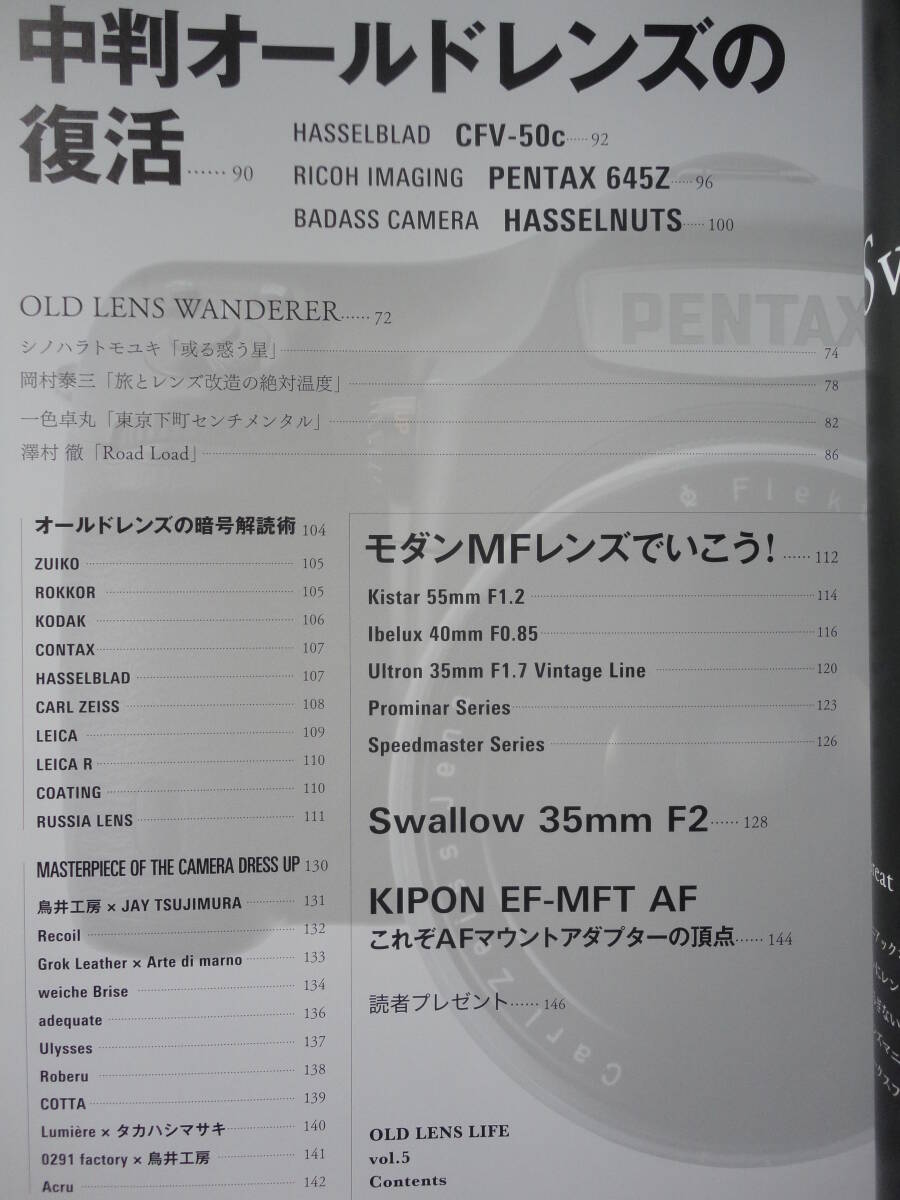 中判オールドレンズの
復活……90
HASSELBLAD CFV-50c……92
RICOH IMAGING PENTAX 645Z……96
BADASS CAMERA HASSELNUTS……100
PENTAX
OLD LENS WANDERER……72
シノハラトモユキ「或る惑う星」 74
岡村泰三「旅とレンズ改造の絶対温度」 78
一色卓丸「東京下町センチメンタル」 82
澤村 徹「Road Load」 86
オールドレンズの暗号解読術 104
ZUIKO 105
ROKKOR 105
KODAK 106
CONTAX 107
HASSELBLAD 107
CARL ZEISS 108
LEICA 109
LEICA R 110
COATING 110
RUSSIA LENS 111
MASTERPIECE OF THE CAMERA DRESS UP 130
鳥井工房 × JAY TSUJIMURA 131
Recoil 132
Grok Leather × Arte di marno 133
weiche Brise 134
adequate 136
Ulysses 137
Roberu 138
COTTA 139
Lumière × タカハシマサキ 140
0291 factory × 鳥井工房 141
Acru 142
モダンMFレンズでいこう!……112
Kistar 55mm F1.2 114
Ibelux 40mm F0.85 116
Ultron 35mm F1.7 Vintage Line 120
Prominar Series 123
Speedmaster Series 126
Swallow 35mm F2……128
KIPON EF-MFT AF
これぞAFマウントアダプターの頂点……144
読者プレゼント……146
OLD LENS LIFE
vol.5
Contents
Carl Zeiss Jena